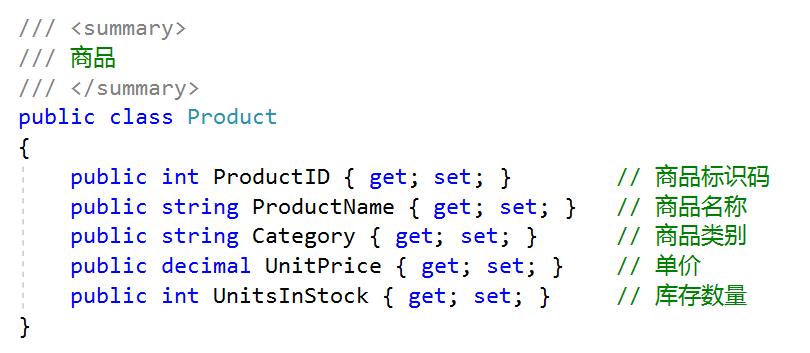 /// <summary>
/// 商品
/// </summary>
public class Product
{
    public int ProductID { get; set; }        // 商品标识码
    public string ProductName { get; set; }   // 商品名称
    public string Category { get; set; }      // 商品类别
    public decimal UnitPrice { get; set; }    // 单价
    public int UnitsInStock { get; set; }     // 库存数量
}